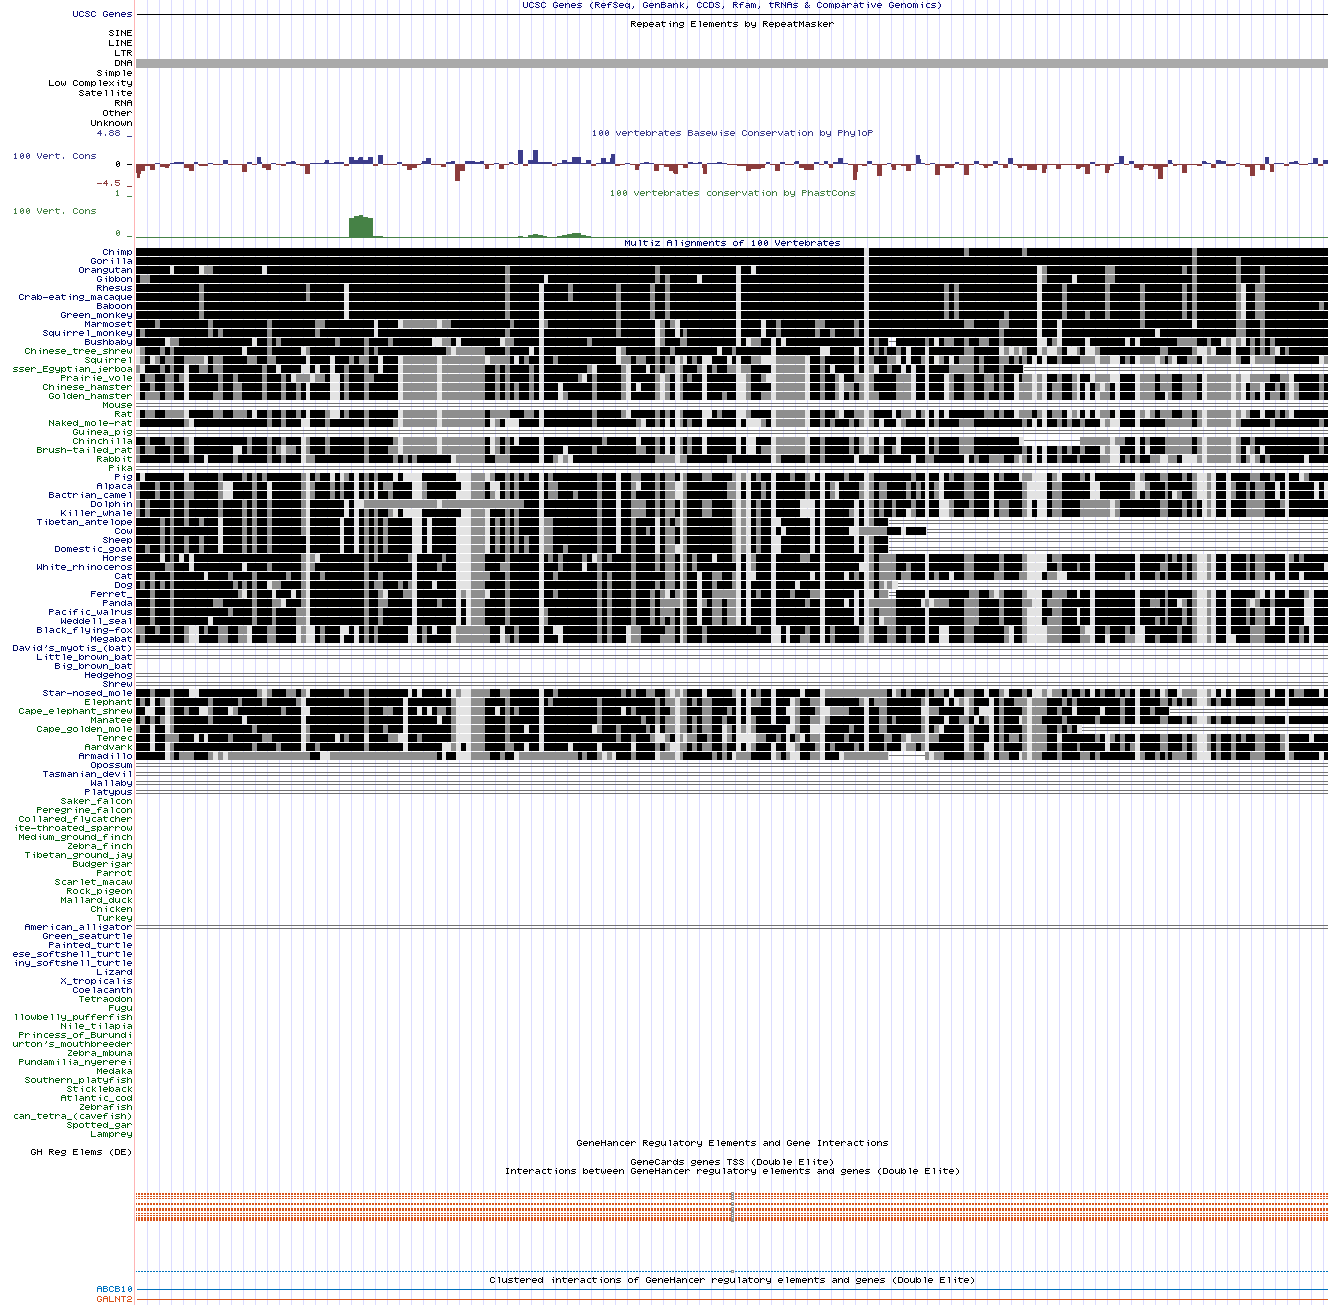 UCSC Genes (RefSeq, GenBank, CCDS, Rfam, tRNAs & Comparative Genomics)
UCSC Genes
Repeating Elements by RepeatMasker
SINE
LINE
LTR
DNA
Simple
Low Complexity
Satellite
RNA
Other
Unknown
4.88 _
100 vertebrates Basewise Conservation by PhyloP
100 Vert. Cons
0 -
-4.5 _
1 _
100 vertebrates conservation by PhastCons
100 Vert. Cons
0 _
Multiz Alignments of 100 Vertebrates
Chimp
Gorilla
Orangutan
Gibbon
Rhesus
Crab-eating_macaque
Baboon
Green_monkey
Marmoset
Squirrel_monkey
Bushbaby
Chinese_tree_shrew
Squirrel
sser_Egyptian_jerboa
Prairie_vole
Chinese_hamster
Golden_hamster
Mouse
Rat
Naked_mole-rat
Guinea_pig
Chinchilla
Brush-tailed_rat
Rabbit
Pika
Pig
Alpaca
Bactrian_camel
Dolphin
Killer_whale
Tibetan_antelope
Cow
Sheep
Domestic_goat
Horse
White_rhinoceros
Cat
Dog
Ferret_
Panda
Pacific_walrus
Weddell_seal
Black_flying-fox
Megabat
David's_myotis_(bat)
Little_brown_bat
Big_brown_bat
Hedgehog
Shrew
Star-nosed_mole
Elephant
Cape_elephant_shrew
Manatee
Cape_golden_mole
Tenrec
Aardvark
Armadillo
Opossum
Tasmanian_devil
Wallaby
Platypus
Saker_falcon
Peregrine_falcon
Collared_flycatcher
ite-throated_sparrow
Medium_ground_finch
Zebra_finch
Tibetan_ground_jay
Budgerigar
Parrot
Scarlet_macaw
Rock_pigeon
Mallard_duck
Chicken
Turkey
American_alligator
Green_seaturtle
Painted_turtle
ese_softshell_turtle
iny_softshell_turtle
Lizard
X_tropicalis
Coelacanth
Tetraodon
Fugu
llowbelly_pufferfish
Nile_tilapia
Princess_of_Burundi
urton's_mouthbreeder
Zebra_mbuna
Pundamilia_nyererei
Medaka
Southern_platyfish
Stickleback
Atlantic_cod
Zebrafish
can_tetra_(cavefish)
Spotted_gar
Lamprey
GeneHancer Regulatory Elements and Gene Interactions
GH Reg Elems (DE)
GeneCards genes TSS (Double Elite)
Interactions between GeneHancer regulatory elements and genes (Double Elite)
Clustered interactions of GeneHancer regulatory elements and genes (Double Elite)
ABCB10
GALNT2